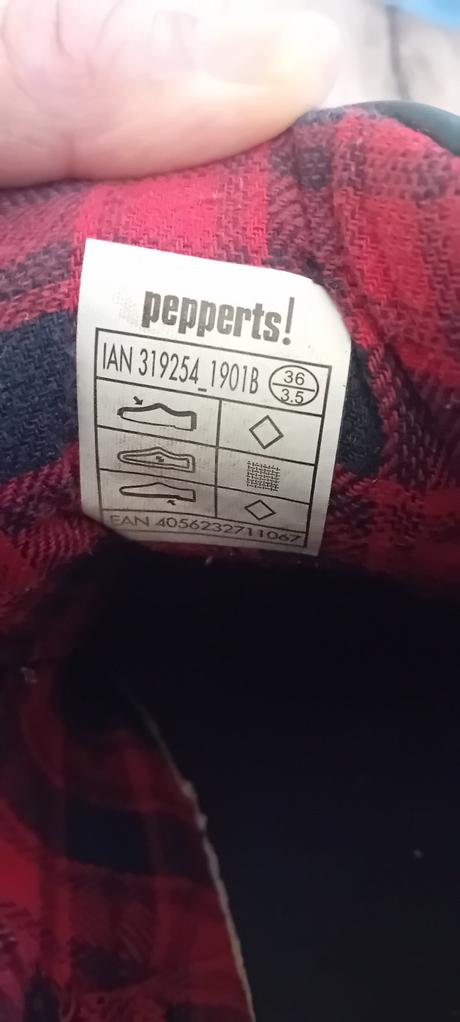 pepperts!
IAN 319254_1901B
36
3.5
EAN 4056232711067